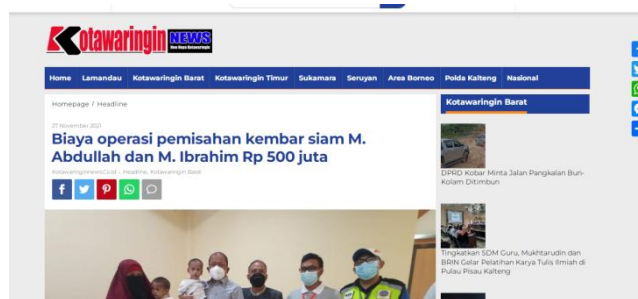 Kotawaringin NEWS
Home Lamandau Kotawaringin Barat Kotawaringin Timur Sukamara Seruyan Area Borneo Polda Kalteng Nasional
Homepage / Headline
27 November 2021
Biaya operasi pemisahan kembar siam M.
Abdullah dan M. Ibrahim Rp 500 juta
Headline, Kotawaringin Barat
Kotawaringin Barat
DPRD Kobar Minta Jalan Pangkalan Bun-
Kolam Ditimbun
Tingkatkan SDM Guru, Mukhtarudin dan
BRIN Gelar Pelatihan Karya Tulis Ilmiah di
Pulau Pisau Kalteng